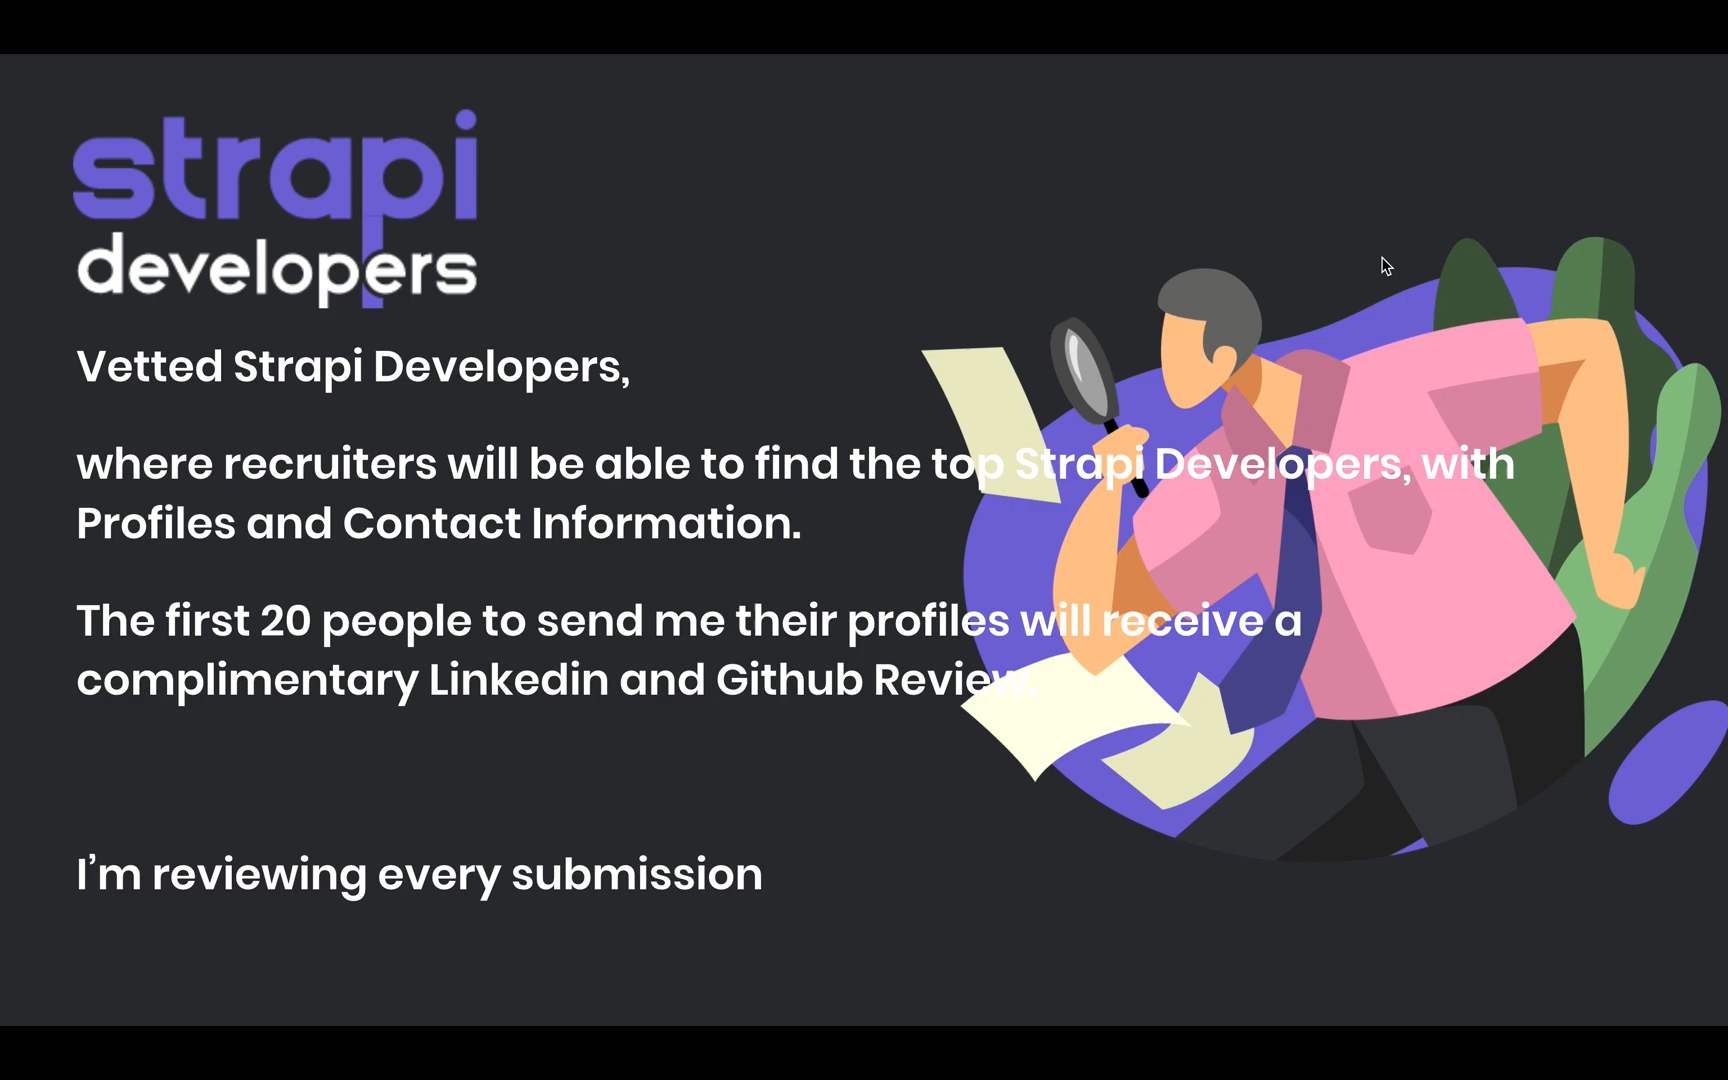 strapi
developers
Vetted Strapi Developers,
where recruiters will be able to find the top Strapi Developers, with
Profiles and Contact Information.
The first 20 people to send me their profiles will receive a
complimentary Linkedin and Github Review.
I'm reviewing every submission